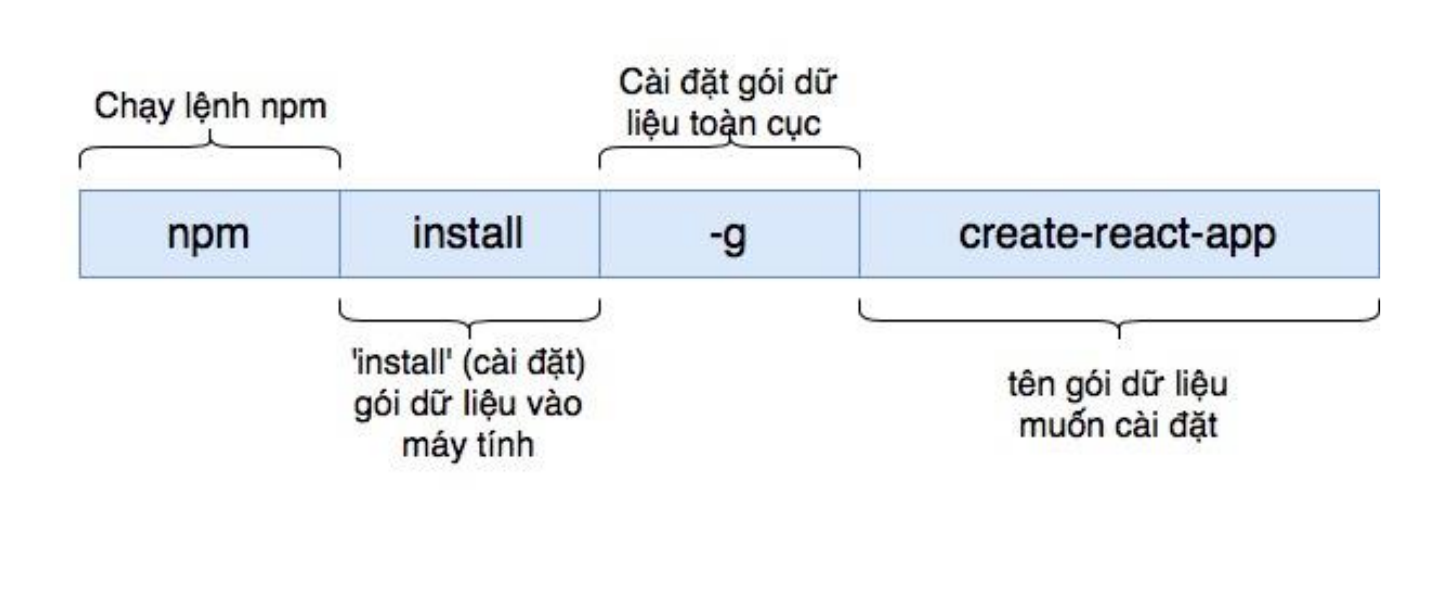 Chạy lệnh npm
Cài đặt gói dữ
liệu toàn cục
npm
install
-g
create-react-app
'install' (cài đặt)
gói dữ liệu vào
máy tính
tên gói dữ liệu
muốn cài đặt